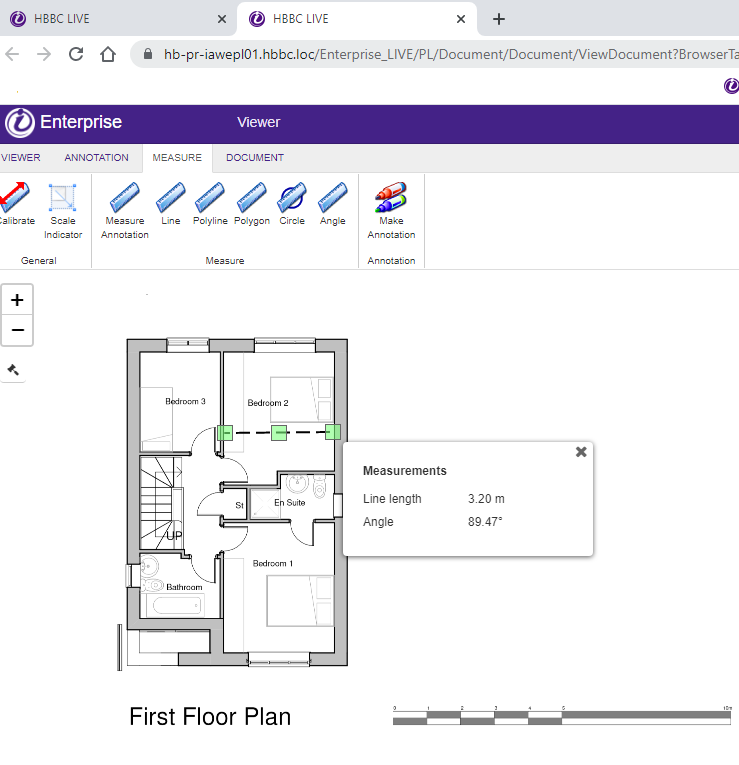 HBBC LIVE
HBBC LIVE
hb-pr-iawepl01.hbbc.loc/Enterprise_LIVE/PL/Document/Document/ViewDocument?BrowserTa
Enterprise
Viewer
VIEWER ANNOTATION MEASURE DOCUMENT
Calibrate Scale Indicator Measure Annotation Line Polyline Polygon Circle Angle Make Annotation
General Measure Annotation
+
−
Bedroom 3
Bedroom 2
Measurements
Line length 3.20 m
Angle 89.47°
St
En Suite
UP
Bedroom 1
Bathroom
First Floor Plan
0 1 2 3 4 5 10m